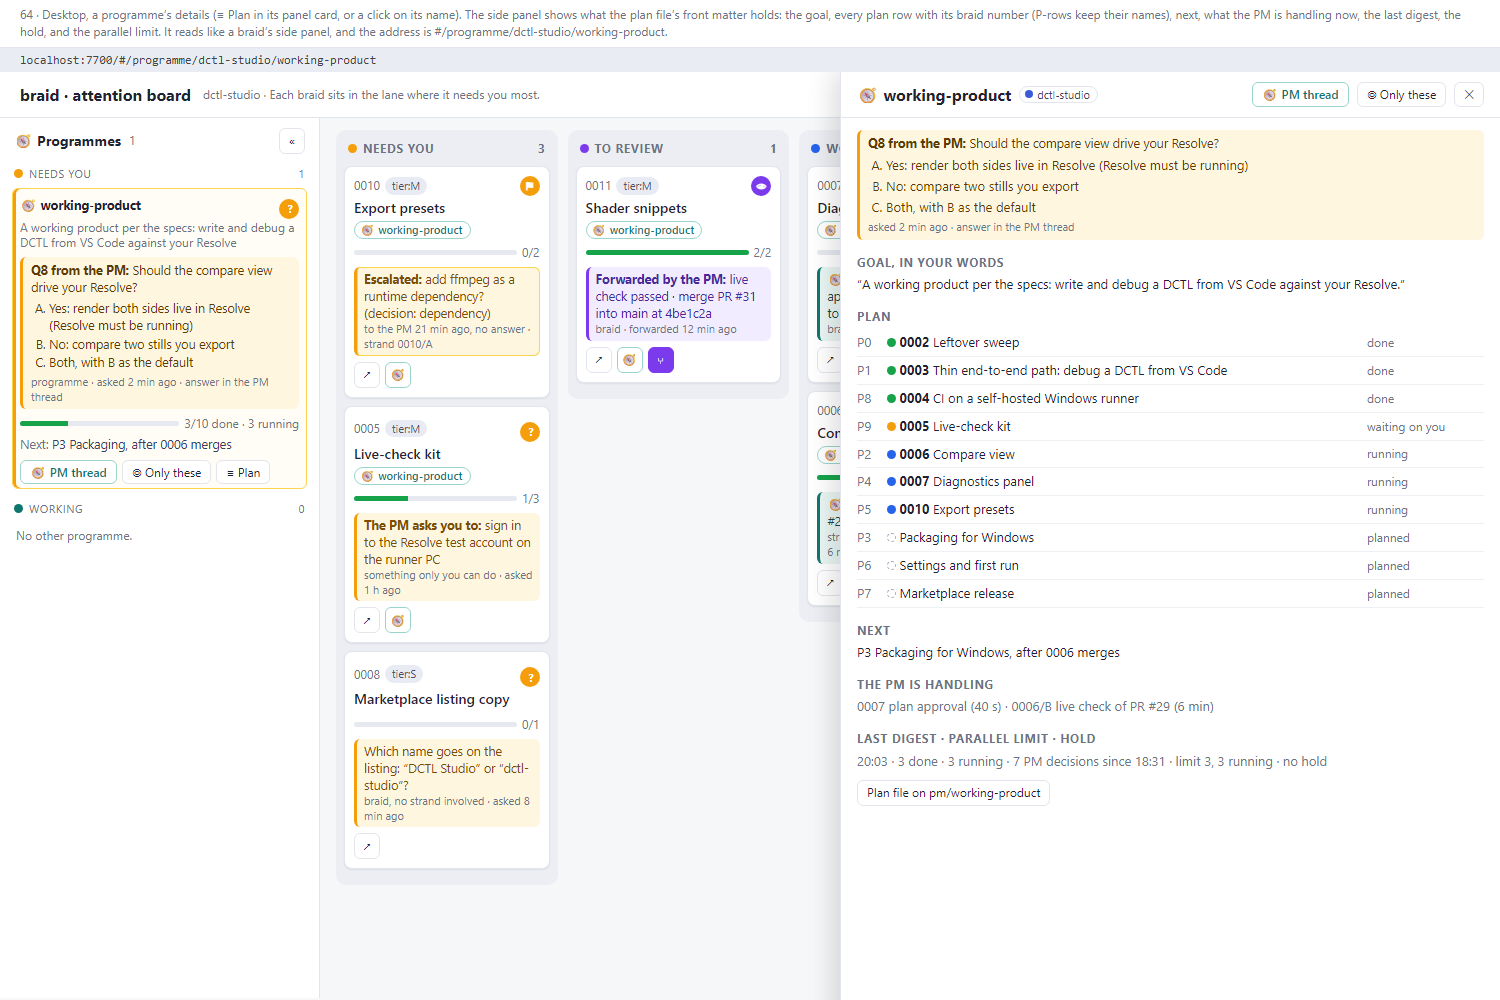 64 · Desktop, a programme's details (≡ Plan in its panel card, or a click on its name). The side panel shows what the plan file's front matter holds: the goal, every plan row with its braid number (P-rows keep their names), next, what the PM is handling now, the last digest, the
hold, and the parallel limit. It reads like a braid's side panel, and the address is #/programme/dctl-studio/working-product.
localhost:7700/#/programme/dctl-studio/working-product
braid · attention board
dctl-studio · Each braid sits in the lane where it needs you most.
Programmes 1
«
NEEDS YOU 1
working-product
?
A working product per the specs: write and debug a
DCTL from VS Code against your Resolve
Q8 from the PM: Should the compare view
drive your Resolve?
A. Yes: render both sides live in Resolve
(Resolve must be running)
B. No: compare two stills you export
C. Both, with B as the default
programme · asked 2 min ago · answer in the PM
thread
3/10 done · 3 running
Next: P3 Packaging, after 0006 merges
PM thread
◎ Only these
≡ Plan
WORKING 0
No other programme.
NEEDS YOU 3
0010 tier:M
Export presets
working-product
0/2
Escalated: add ffmpeg as a
runtime dependency?
(decision: dependency)
to the PM 21 min ago, no answer ·
strand 0010/A
↗
0005 tier:M
?
Live-check kit
working-product
1/3
The PM asks you to: sign in
to the Resolve test account on
the runner PC
something only you can do · asked
1 h ago
↗
0008 tier:S
?
Marketplace listing copy
0/1
Which name goes on the
listing: “DCTL Studio” or “dctl-
studio”?
braid, no strand involved · asked 8
min ago
↗
TO REVIEW 1
0011 tier:M
Shader snippets
working-product
2/2
Forwarded by the PM: live
check passed · merge PR #31
into main at 4be1c2a
braid · forwarded 12 min ago
↗
W
0007
Dia
ap
to
bra
↗
0006
Con
#2
str
6 r
↗
working-product
dctl-studio
PM thread
◎ Only these
✕
Q8 from the PM: Should the compare view drive your Resolve?
A. Yes: render both sides live in Resolve (Resolve must be running)
B. No: compare two stills you export
C. Both, with B as the default
asked 2 min ago · answer in the PM thread
GOAL, IN YOUR WORDS
“A working product per the specs: write and debug a DCTL from VS Code against your Resolve.”
PLAN
P0 0002 Leftover sweep done
P1 0003 Thin end-to-end path: debug a DCTL from VS Code done
P8 0004 CI on a self-hosted Windows runner done
P9 0005 Live-check kit waiting on you
P2 0006 Compare view running
P4 0007 Diagnostics panel running
P5 0010 Export presets running
P3 Packaging for Windows planned
P6 Settings and first run planned
P7 Marketplace release planned
NEXT
P3 Packaging for Windows, after 0006 merges
THE PM IS HANDLING
0007 plan approval (40 s) · 0006/B live check of PR #29 (6 min)
LAST DIGEST · PARALLEL LIMIT · HOLD
20:03 · 3 done · 3 running · 7 PM decisions since 18:31 · limit 3, 3 running · no hold
Plan file on pm/working-product